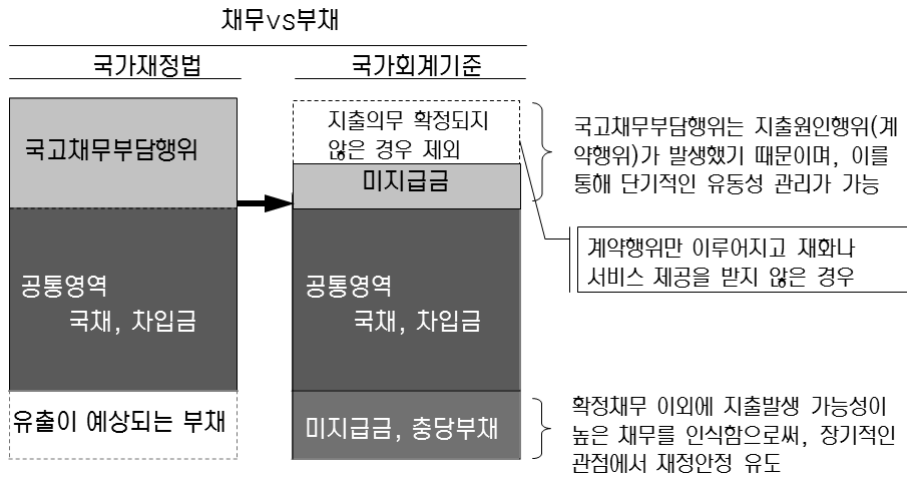 채무vs부채
국가재정법
국가회계기준
국고채무부담행위
공통영역
국채, 차입금
유출이 예상되는 부채
지출의무 확정되지
않은 경우 제외
미지급금
공통영역
국채, 차입금
미지급금, 충당부채
국고채무부담행위는 지출원인행위(계
약행위)가 발생했기 때문이며, 이를
통해 단기적인 유동성 관리가 가능
계약행위만 이루어지고 재화나
서비스 제공을 받지 않은 경우
확정채무 이외에 지출발생 가능성이
높은 채무를 인식함으로써, 장기적인
관점에서 재정안정 유도